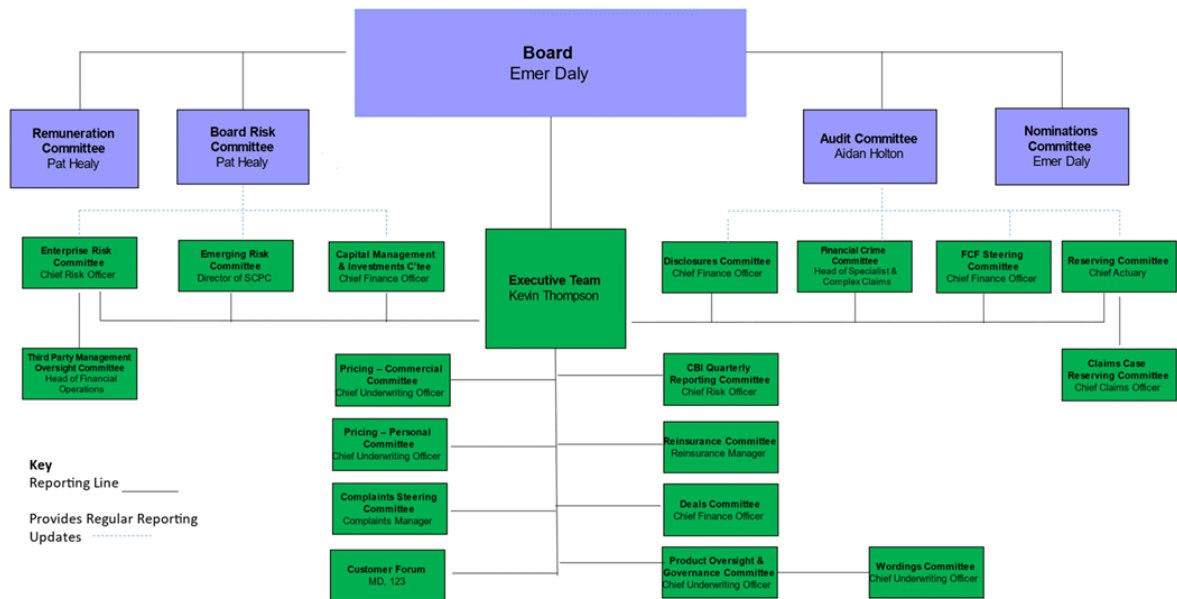 Board
Emer Daly
Remuneration
Committee
Pat Healy
Board Risk
Committee
Pat Healy
Audit Committee
Aidan Holton
Nominations
Committee
Emer Daly
Enterprise Risk
Committee
Chief Risk Officer
Emerging Risk
Committee
Director of SCPC
Capital Management
& Investments C'tee
Chief Finance Officer
Executive Team
Kevin Thompson
Disclosures Committee
Chief Finance Officer
Financial Crime
Committee
Head of Specialist &
Complex Claims
FCF Steering
Committee
Chief Finance Officer
Reserving Committee
Chief Actuary
Third Party Management
Oversight Committee
Head of Financial
Operations
Claims Case
Reserving Committee
Chief Claims Officer
Pricing – Commercial
Committee
Chief Underwriting Officer
CBI Quarterly
Reporting Committee
Chief Risk Officer
Pricing – Personal
Committee
Chief Underwriting Officer
Reinsurance Committee
Reinsurance Manager
Complaints Steering
Committee
Complaints Manager
Deals Committee
Chief Finance Officer
Customer Forum
MD, 123
Product Oversight &
Governance Committee
Chief Underwriting Officer
Wordings Committee
Chief Underwriting Officer
Key
Reporting Line
Provides Regular Reporting
Updates